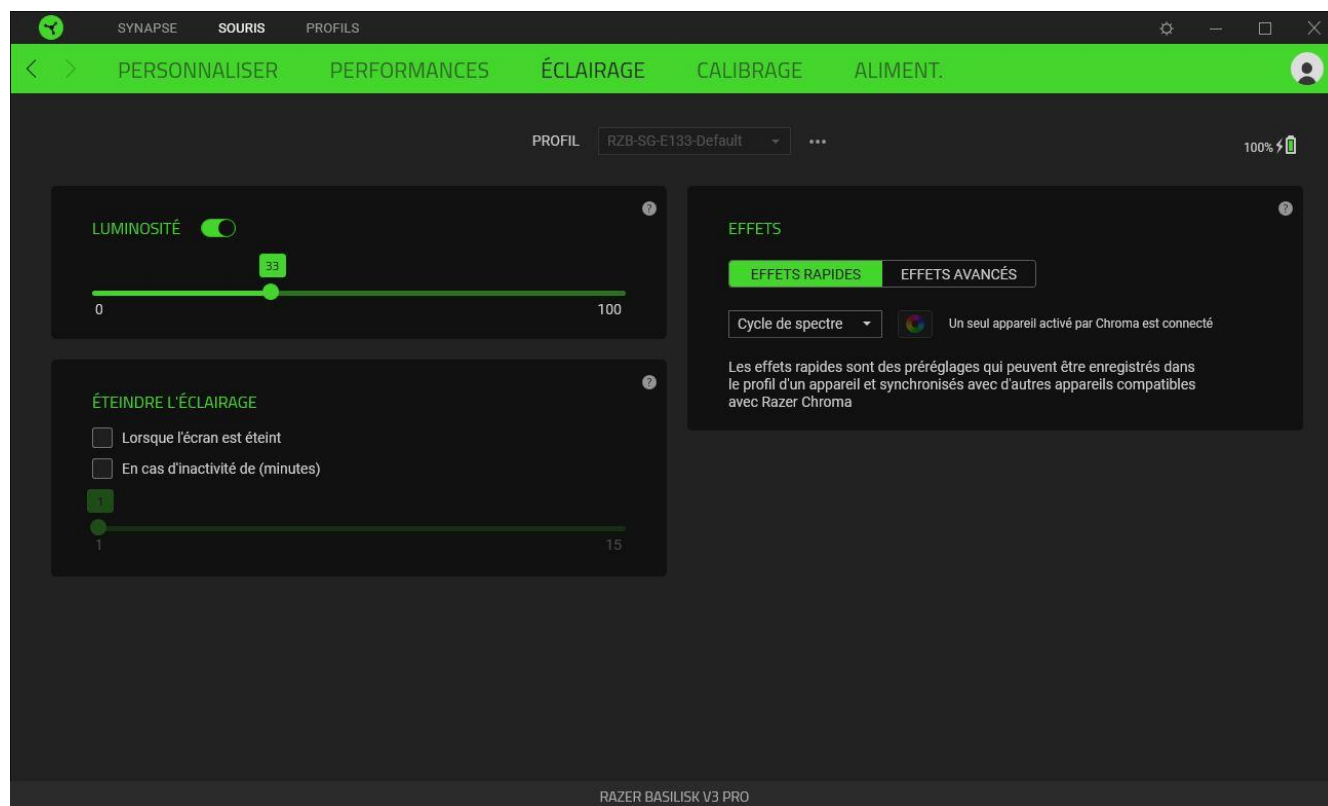 SYNAPSE SOURIS PROFILS
PERSONNALISER PERFORMANCES ÉCLAIRAGE CALIBRAGE ALIMENT.
PROFIL RZB-SG-E133-Default
100%
LUMINOSITÉ
33
0 100
ÉTEINDRE L'ÉCLAIRAGE
Lorsque l'écran est éteint
En cas d'inactivité de (minutes)
1
1 15
EFFETS
EFFETS RAPIDES EFFETS AVANCÉS
Cycle de spectre Un seul appareil activé par Chroma est connecté
Les effets rapides sont des préréglages qui peuvent être enregistrés dans
le profil d'un appareil et synchronisés avec d'autres appareils compatibles
avec Razer Chroma
RAZER BASILISK V3 PRO